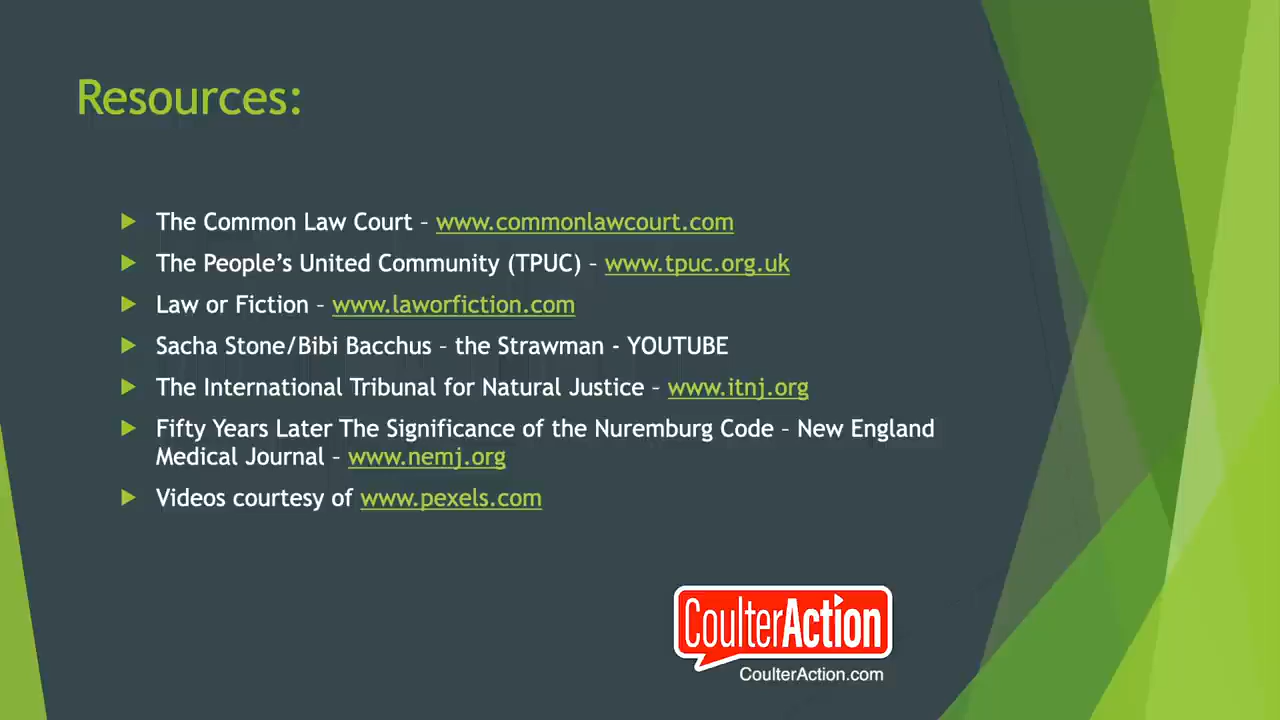 Resources:
The Common Law Court – www.commonlawcourt.com
The People’s United Community (TPUC) – www.tpuc.org.uk
Law or Fiction – www.laworfiction.com
Sacha Stone/Bibi Bacchus – the Strawman - YOUTUBE
The International Tribunal for Natural Justice – www.itnj.org
Fifty Years Later The Significance of the Nuremburg Code – New England
Medical Journal – www.nemj.org
Videos courtesy of www.pexels.com
CoulterAction
CoulterAction.com